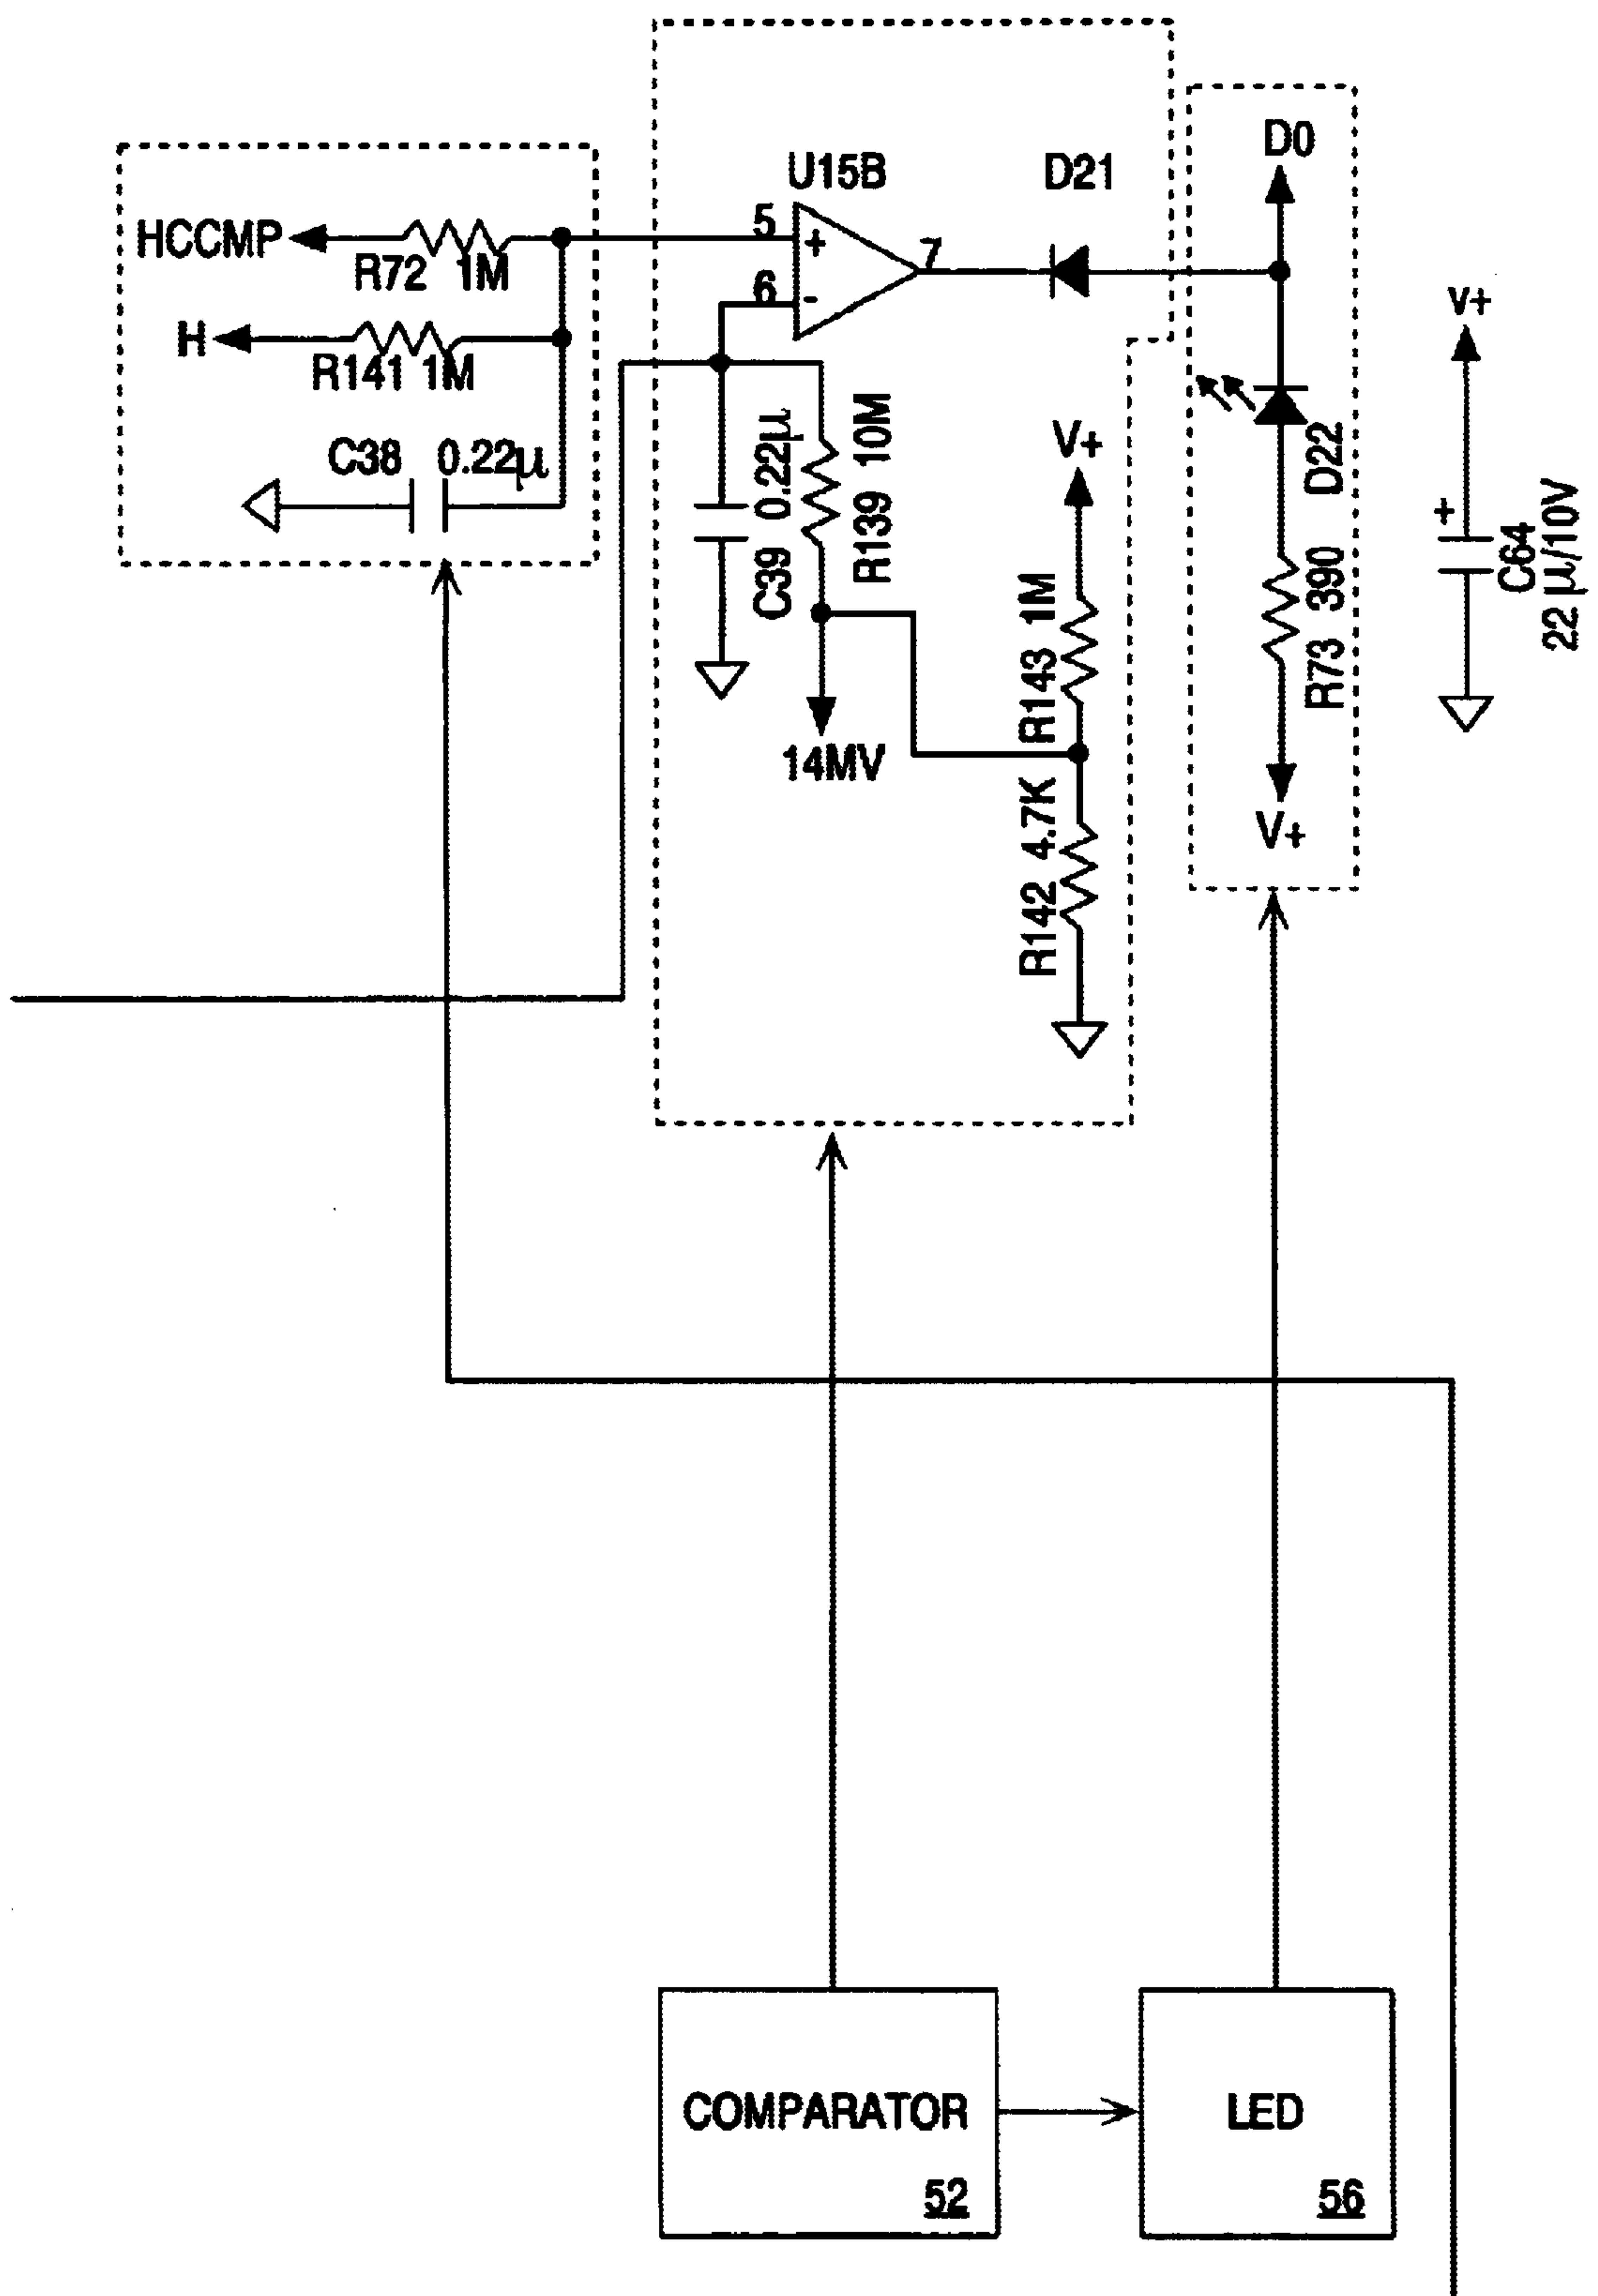 D0
U15B
D21
HCCMP
5
+
7
R72 1M
6
-
V+
H
R141 1M
C38 0.22µ
C39 0.22µ
R139 10M
V+
D22
+
C64
22 µ/10V
R143 1M
R73 390
14MV
R142 4.7K
V+
COMPARATOR
52
LED
56